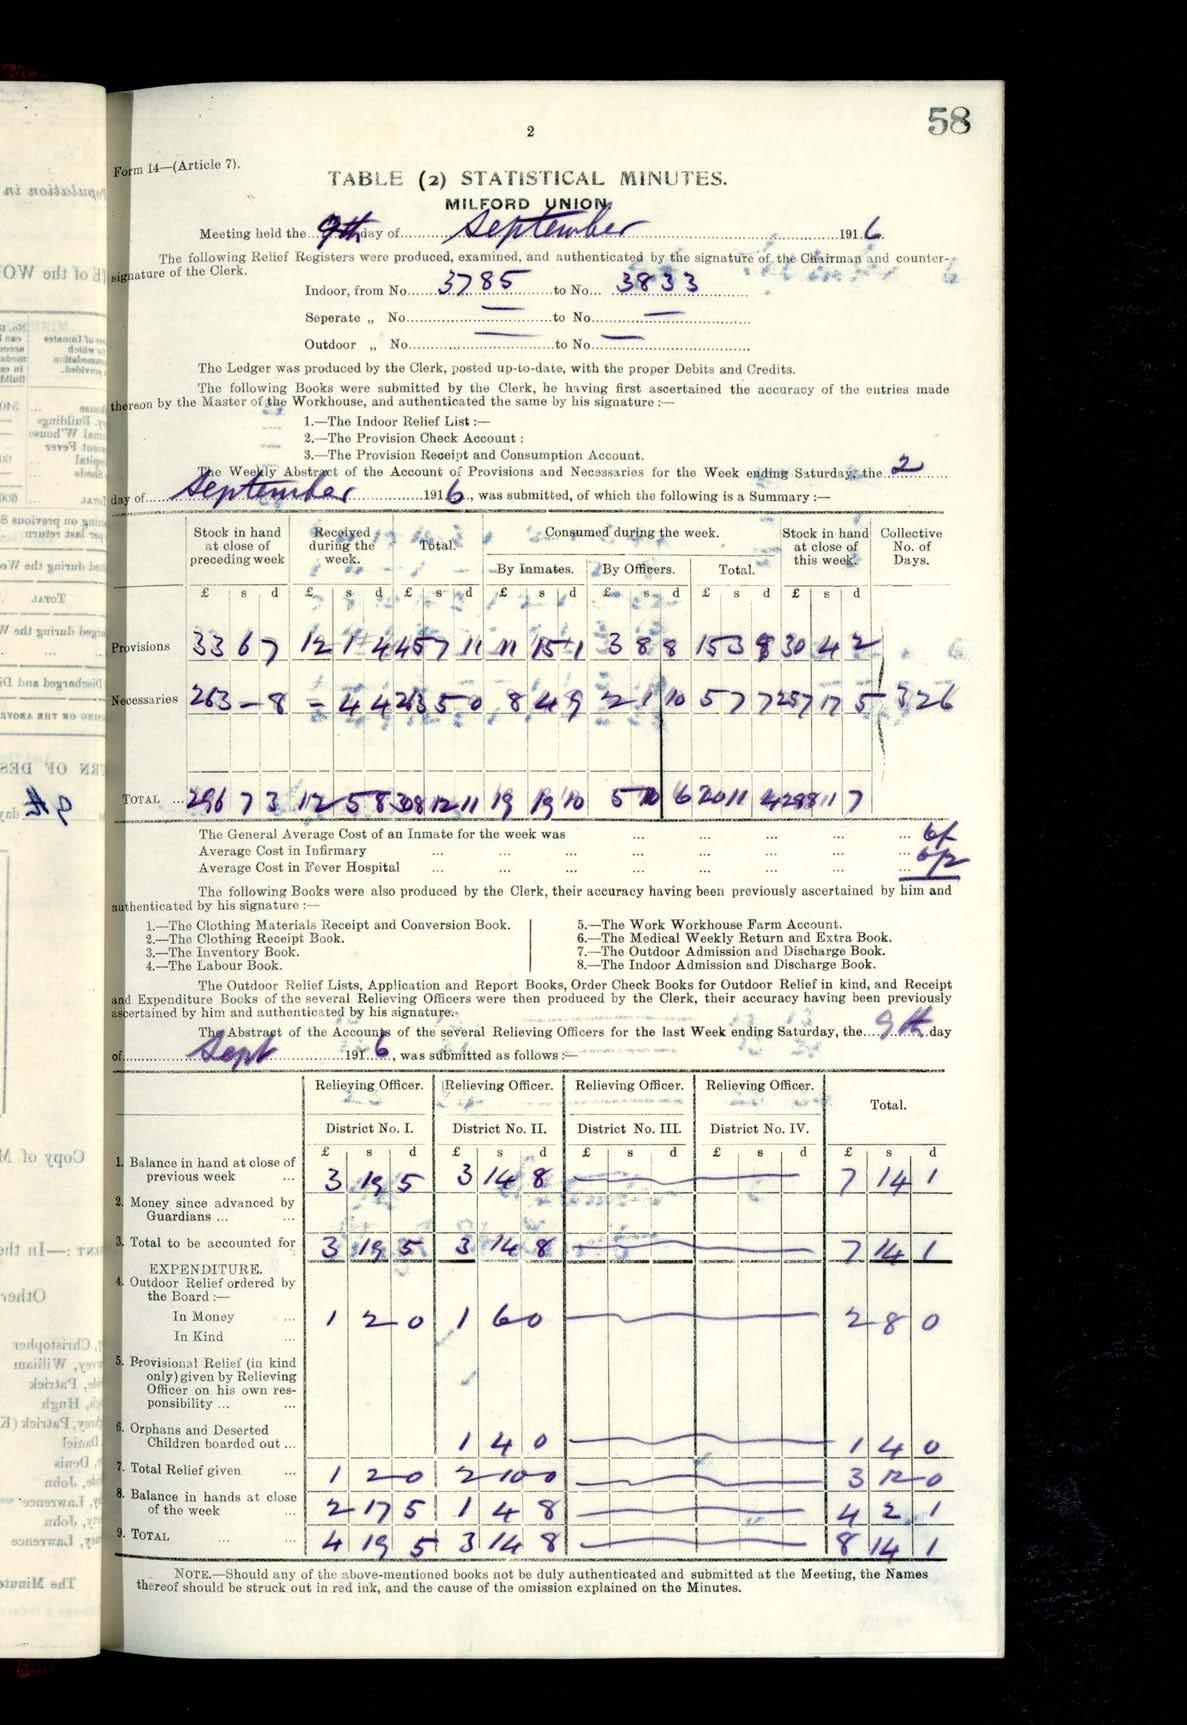 58
2
Form 14—(Article 7).
TABLE (2) STATISTICAL MINUTES.
MILFORD UNION
Meeting held the 9th day of September 1916.
The following Relief Registers were produced, examined, and authenticated by the signature of the Chairman and counter-
signature of the Clerk.
Indoor, from No. 3785 to No. 3833
Seperate „ No. — to No. —
Outdoor „ No. — to No. —
The Ledger was produced by the Clerk, posted up-to-date, with the proper Debits and Credits.
The following Books were submitted by the Clerk, he having first ascertained the accuracy of the entries made
thereon by the Master of the Workhouse, and authenticated the same by his signature :—
1.—The Indoor Relief List :—
2.—The Provision Check Account :
3.—The Provision Receipt and Consumption Account.
The Weekly Abstract of the Account of Provisions and Necessaries for the Week ending Saturday, the 2
day of September 1916, was submitted, of which the following is a Summary :—
Stock in hand at close of preceding week Received during the week. Total. Consumed during the week. Stock in hand at close of this week. Collective No. of Days.
By Inmates. By Officers. Total.
£ s d £ s d £ s d £ s d £ s d £ s d £ s d
Provisions 33 6 7 12 1 4 45 7 11 11 15 1 3 8 8 15 3 9 30 4 2
Necessaries 263 – 8 – 4 4 263 5 0 8 4 9 2 1 10 5 7 7 257 17 5 326
TOTAL ... 296 7 3 12 5 8 308 12 11 19 19 10 5 10 6 20 11 4 288 11 7
The General Average Cost of an Inmate for the week was ... 6/-
Average Cost in Infirmary ...
Average Cost in Fever Hospital ...
The following Books were also produced by the Clerk, their accuracy having been previously ascertained by him and
authenticated by his signature :—
1.—The Clothing Materials Receipt and Conversion Book.
2.—The Clothing Receipt Book.
3.—The Inventory Book.
4.—The Labour Book.
5.—The Work Workhouse Farm Account.
6.—The Medical Weekly Return and Extra Book.
7.—The Outdoor Admission and Discharge Book.
8.—The Indoor Admission and Discharge Book.
The Outdoor Relief Lists, Application and Report Books, Order Check Books for Outdoor Relief in kind, and Receipt
and Expenditure Books of the several Relieving Officers were then produced by the Clerk, their accuracy having been previously
ascertained by him and authenticated by his signature.
The Abstract of the Accounts of the several Relieving Officers for the last Week ending Saturday, the 9th day
of Sept 1916, was submitted as follows :—
Relieving Officer. Relieving Officer. Relieving Officer. Relieving Officer. Total.
District No. I. District No. II. District No. III. District No. IV.
£ s d £ s d £ s d £ s d £ s d
1. Balance in hand at close of
previous week ... 3 19 5 3 14 8 — 7 14 1
2. Money since advanced by
Guardians ... ...
3. Total to be accounted for 3 19 5 3 14 8 — 7 14 1
EXPENDITURE.
4. Outdoor Relief ordered by
the Board :—
In Money ... 1 2 0 1 6 0 — 2 8 0
In Kind ...
5. Provisional Relief (in kind
only) given by Relieving
Officer on his own res-
ponsibility ... ...
6. Orphans and Deserted
Children boarded out ... 1 4 0 — 1 4 0
7. Total Relief given ... 1 2 0 2 10 0 — 3 12 0
8. Balance in hands at close
of the week ... 2 17 5 1 4 8 — 4 2 1
9. TOTAL ... ... 4 19 5 3 14 8 — 8 14 1
NOTE.—Should any of the above-mentioned books not be duly authenticated and submitted at the Meeting, the Names
thereof should be struck out in red ink, and the cause of the omission explained on the Minutes.